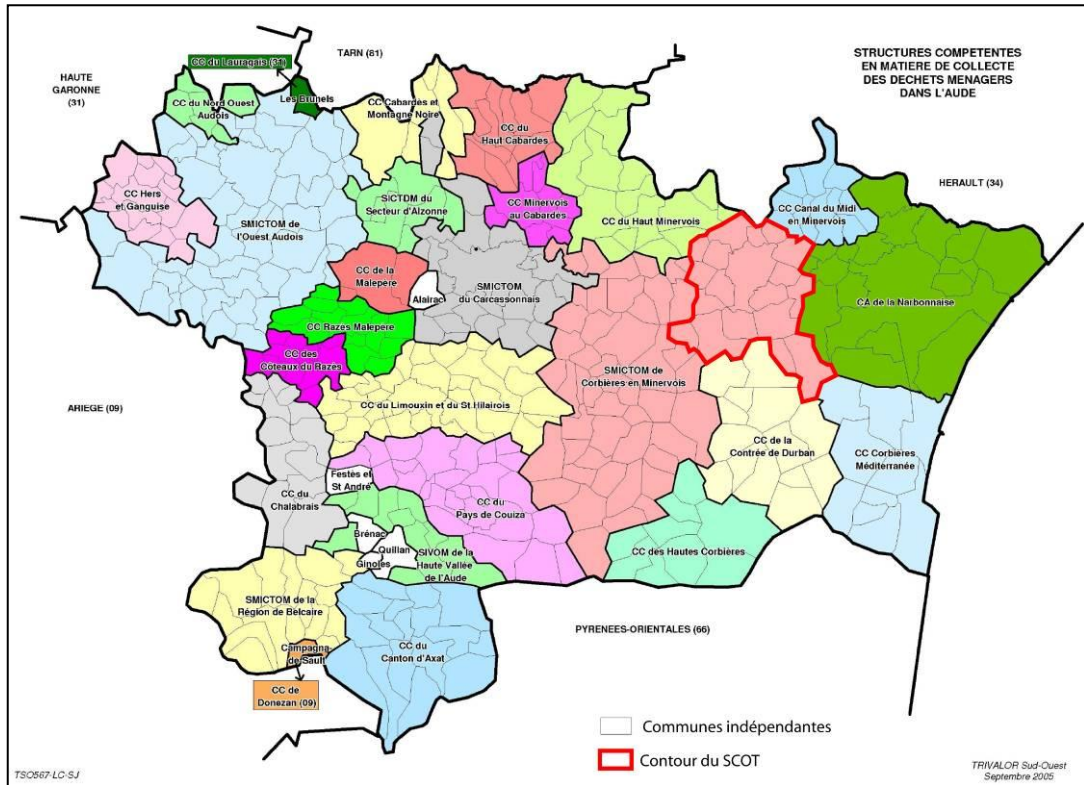 STRUCTURES COMPETENTES
EN MATIERE DE COLLECTE
DES DECHETS MENAGERS
DANS L'AUDE
TARN (81)
CC du Lauragais (31)
HAUTE
GARONNE
(31)
Les Brunels
CC du Nord Ouest
Audois
CC Cabardès et
Montagne Noire
CC du
Haut Cabardes
HERAULT (34)
CC Hers
et Ganguise
SMICTOM de
l'Ouest Audois
SICTDM du
Secteur d'Alzonne
CC Minervois
au Cabardès
CC du Haut Minervois
CC Canal du Midi
en Minervois
CC de la
Malepère
Alairac
SMICTOM
du Carcassonnais
CA de la Narbonnaise
CC Razès Malepere
CC des
Côteaux du Razès
SMICTOM de
Corbières en Minervois
ARIEGE (09)
CC du Limouxin et du St Hilairois
CC de la
Contrée de Durban
CC Corbières
Méditerranée
Festes et
St André
CC du
Chalabrais
CC du
Pays de Couiza
Brénac
Quillan
Ginoles
SIVOM de la
Haute Vallée
de l'Aude
CC des Hautes Corbières
SMICTOM de la
Région de Belcaire
PYRENEES-ORIENTALES (66)
Campagna-
de Sault
CC du
Canton d'Axat
CC de
Donezan (09)
Communes indépendantes
Contour du SCOT
TSO567-LC-SJ
TRIVALOR Sud-Ouest
Septembre 2005